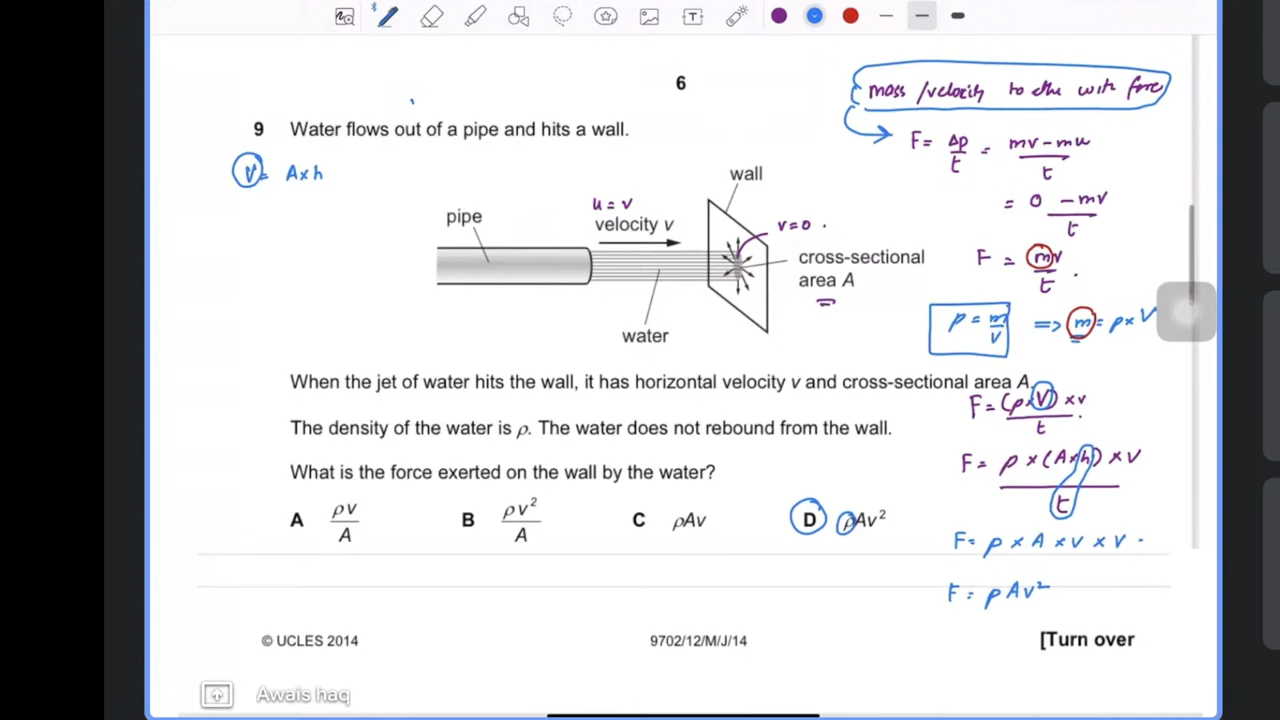 6
mass /velocity to the with force
9 Water flows out of a pipe and hits a wall.
V = A×h
F = Δp/t = mv-mu/t
= 0 -mv/t
F = mv/t
ρ = m/V => m = ρ×V
wall
pipe
u = v
velocity v
v=0
cross-sectional
area A
water
When the jet of water hits the wall, it has horizontal velocity v and cross-sectional area A.
F = (ρ×V)×v/t
The density of the water is ρ. The water does not rebound from the wall.
What is the force exerted on the wall by the water?
F = ρ×(A×h)×v/t
A ρv/A B ρv²/A C ρAv D ρAv²
F = ρ × A × v × v
F = ρAv²
© UCLES 2014 9702/12/M/J/14 [Turn over
Awais haq
T